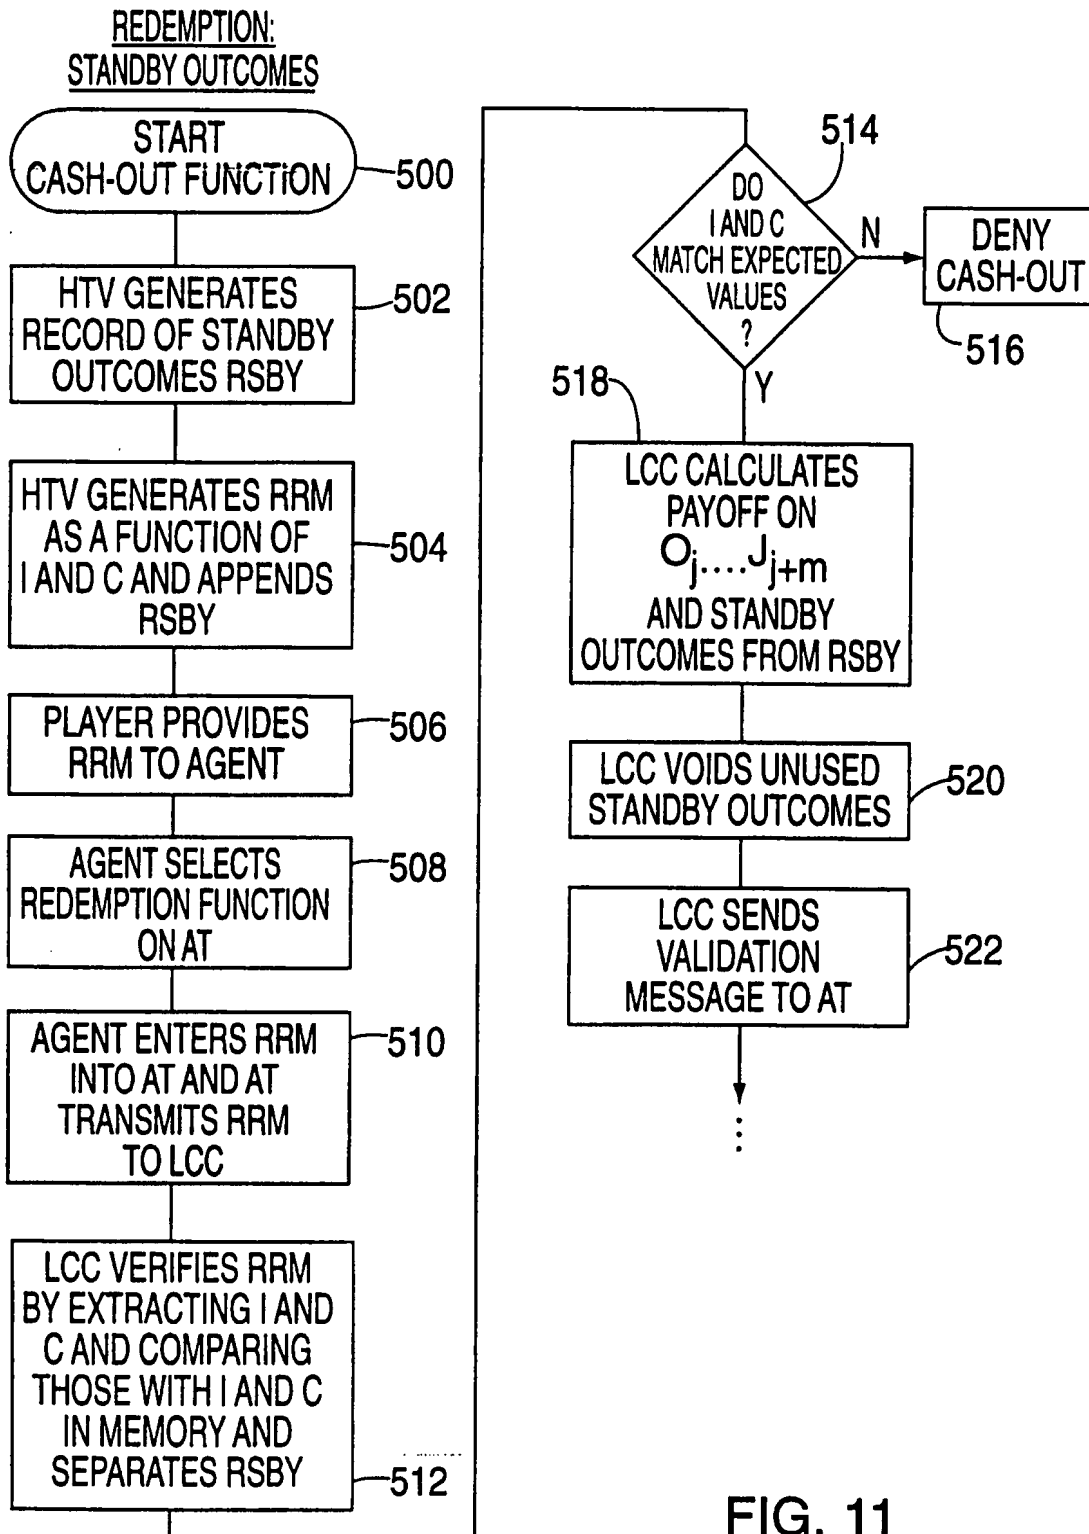 REDEMPTION:
STANDBY OUTCOMES
START
CASH-OUT FUNCTION
500
HTV GENERATES
RECORD OF STANDBY
OUTCOMES RSBY
502
HTV GENERATES RRM
AS A FUNCTION OF
I AND C AND APPENDS
RSBY
504
PLAYER PROVIDES
RRM TO AGENT
506
AGENT SELECTS
REDEMPTION FUNCTION
ON AT
508
AGENT ENTERS RRM
INTO AT AND AT
TRANSMITS RRM
TO LCC
510
LCC VERIFIES RRM
BY EXTRACTING I AND
C AND COMPARING
THOSE WITH I AND C
IN MEMORY AND
SEPARATES RSBY
512
514
DO
I AND C
MATCH EXPECTED
VALUES
?
N
DENY
CASH-OUT
516
Y
518
LCC CALCULATES
PAYOFF ON
Oj....Jj+m
AND STANDBY
OUTCOMES FROM RSBY
LCC VOIDS UNUSED
STANDBY OUTCOMES
520
LCC SENDS
VALIDATION
MESSAGE TO AT
522
⋮
FIG. 11